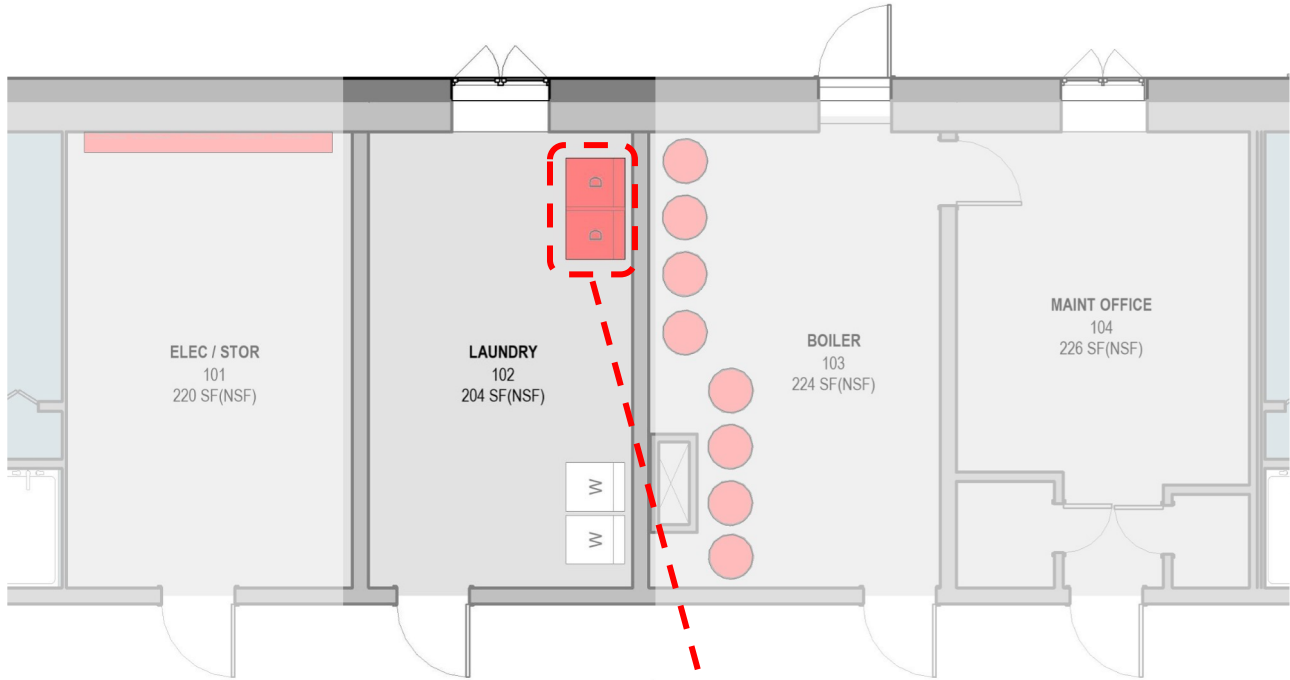 D
D
ELEC / STOR
101
220 SF(NSF)
LAUNDRY
102
204 SF(NSF)
BOILER
103
224 SF(NSF)
MAINT OFFICE
104
226 SF(NSF)
W
W